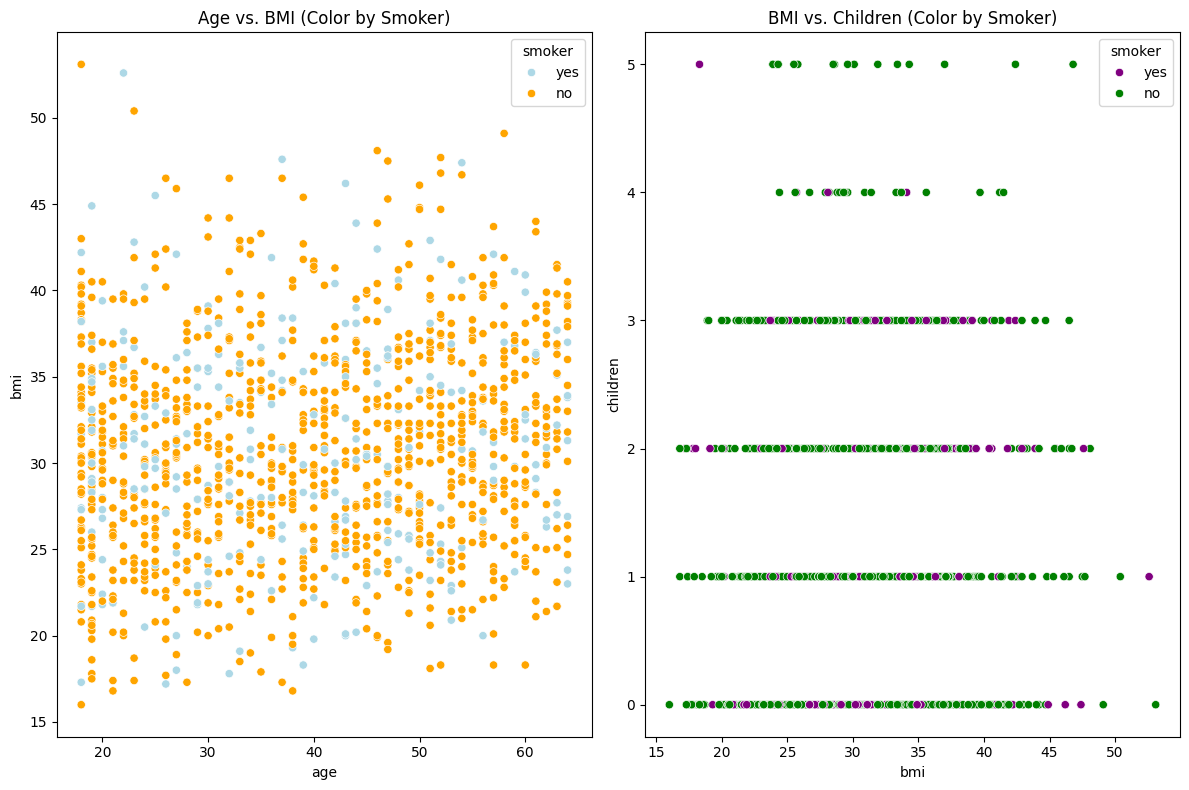 Age vs. BMI (Color by Smoker)
smoker
yes
no
50
45
40
35
30
25
20
15
bmi
20
30
40
50
60
age
BMI vs. Children (Color by Smoker)
smoker
yes
no
5
4
3
2
1
0
children
15
20
25
30
35
40
45
50
bmi